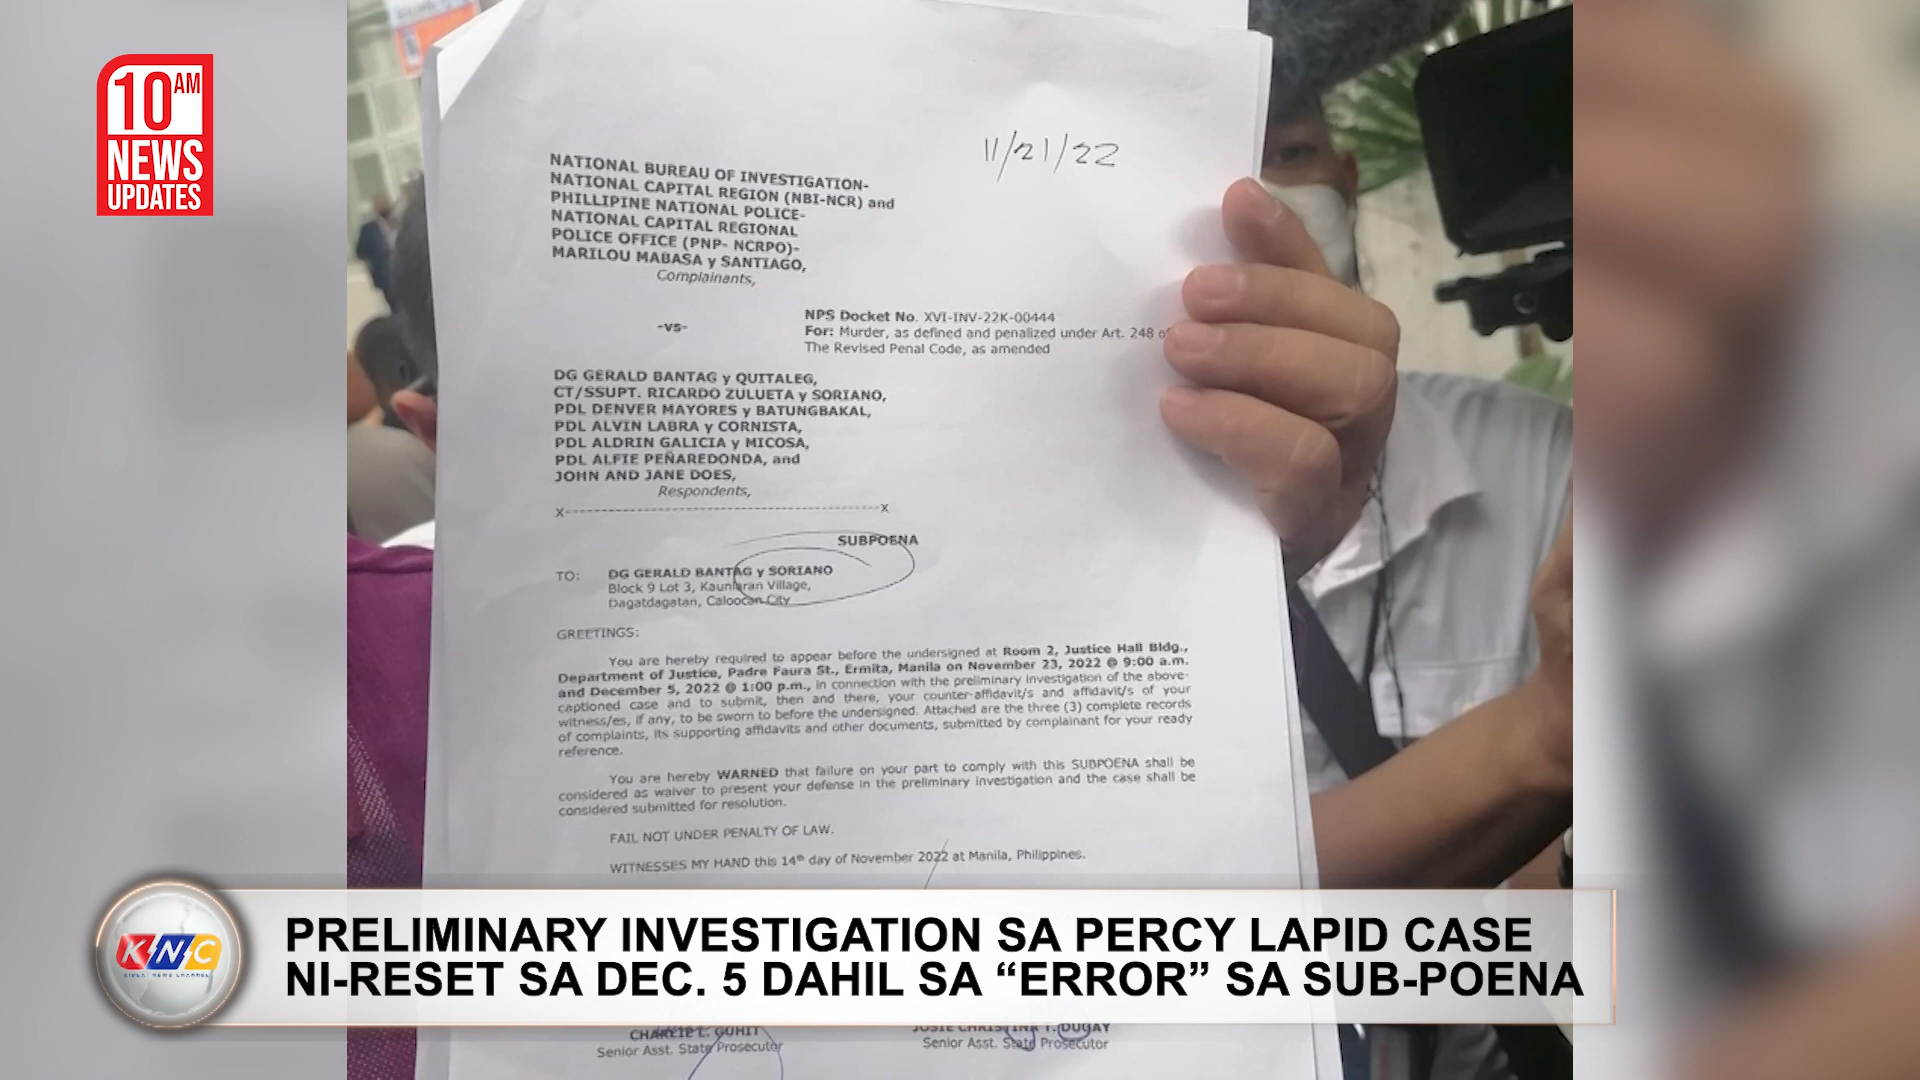 10AM
NEWS
UPDATES
11/21/22
NATIONAL BUREAU OF INVESTIGATION-
NATIONAL CAPITAL REGION (NBI-NCR) and
PHILLIPINE NATIONAL POLICE-
NATIONAL CAPITAL REGIONAL
POLICE OFFICE (PNP- NCRPO)-
MARILOU MABASA y SANTIAGO,
Complainants,
-vs-
NPS Docket No. XVI-INV-22K-00444
For: Murder, as defined and penalized under Art. 248 of
The Revised Penal Code, as amended
DG GERALD BANTAG y QUITALEG,
CT/SSUPT. RICARDO ZULUETA y SORIANO,
PDL DENVER MAYORES y BATUNGBAKAL,
PDL ALVIN LABRA y CORNISTA,
PDL ALDRIN GALICIA y MICOSA,
PDL ALFIE PEÑAREDONDA, and
JOHN AND JANE DOES,
Respondents,
x-------------------------------------------x
SUBPOENA
TO: DG GERALD BANTAG y SORIANO
Block 9 Lot 3, Kaunlaran Village,
Dagatdagatan, Caloocan City
GREETINGS:
You are hereby required to appear before the undersigned at Room 2, Justice Hall Bldg.,
Department of Justice, Padre Faura St., Ermita, Manila on November 23, 2022 @ 9:00 a.m.
and December 5, 2022 @ 1:00 p.m., in connection with the preliminary investigation of the above-
captioned case and to submit, then and there, your counter-affidavit/s and affidavit/s of your
witness/es, if any, to be sworn to before the undersigned. Attached are the three (3) complete records
of complaints, its supporting affidavits and other documents, submitted by complainant for your ready
reference.
You are hereby WARNED that failure on your part to comply with this SUBPOENA shall be
considered as waiver to present your defense in the preliminary investigation and the case shall be
considered submitted for resolution.
FAIL NOT UNDER PENALTY OF LAW.
WITNESSES MY HAND this 14th day of November 2022 at Manila, Philippines.
KNC
PRELIMINARY INVESTIGATION SA PERCY LAPID CASE
NI-RESET SA DEC. 5 DAHIL SA “ERROR” SA SUB-POENA
CHARLIE L. GUHIT
Senior Asst. State Prosecutor
JOSIE CHRISTINA T. DUGAY
Senior Asst. State Prosecutor